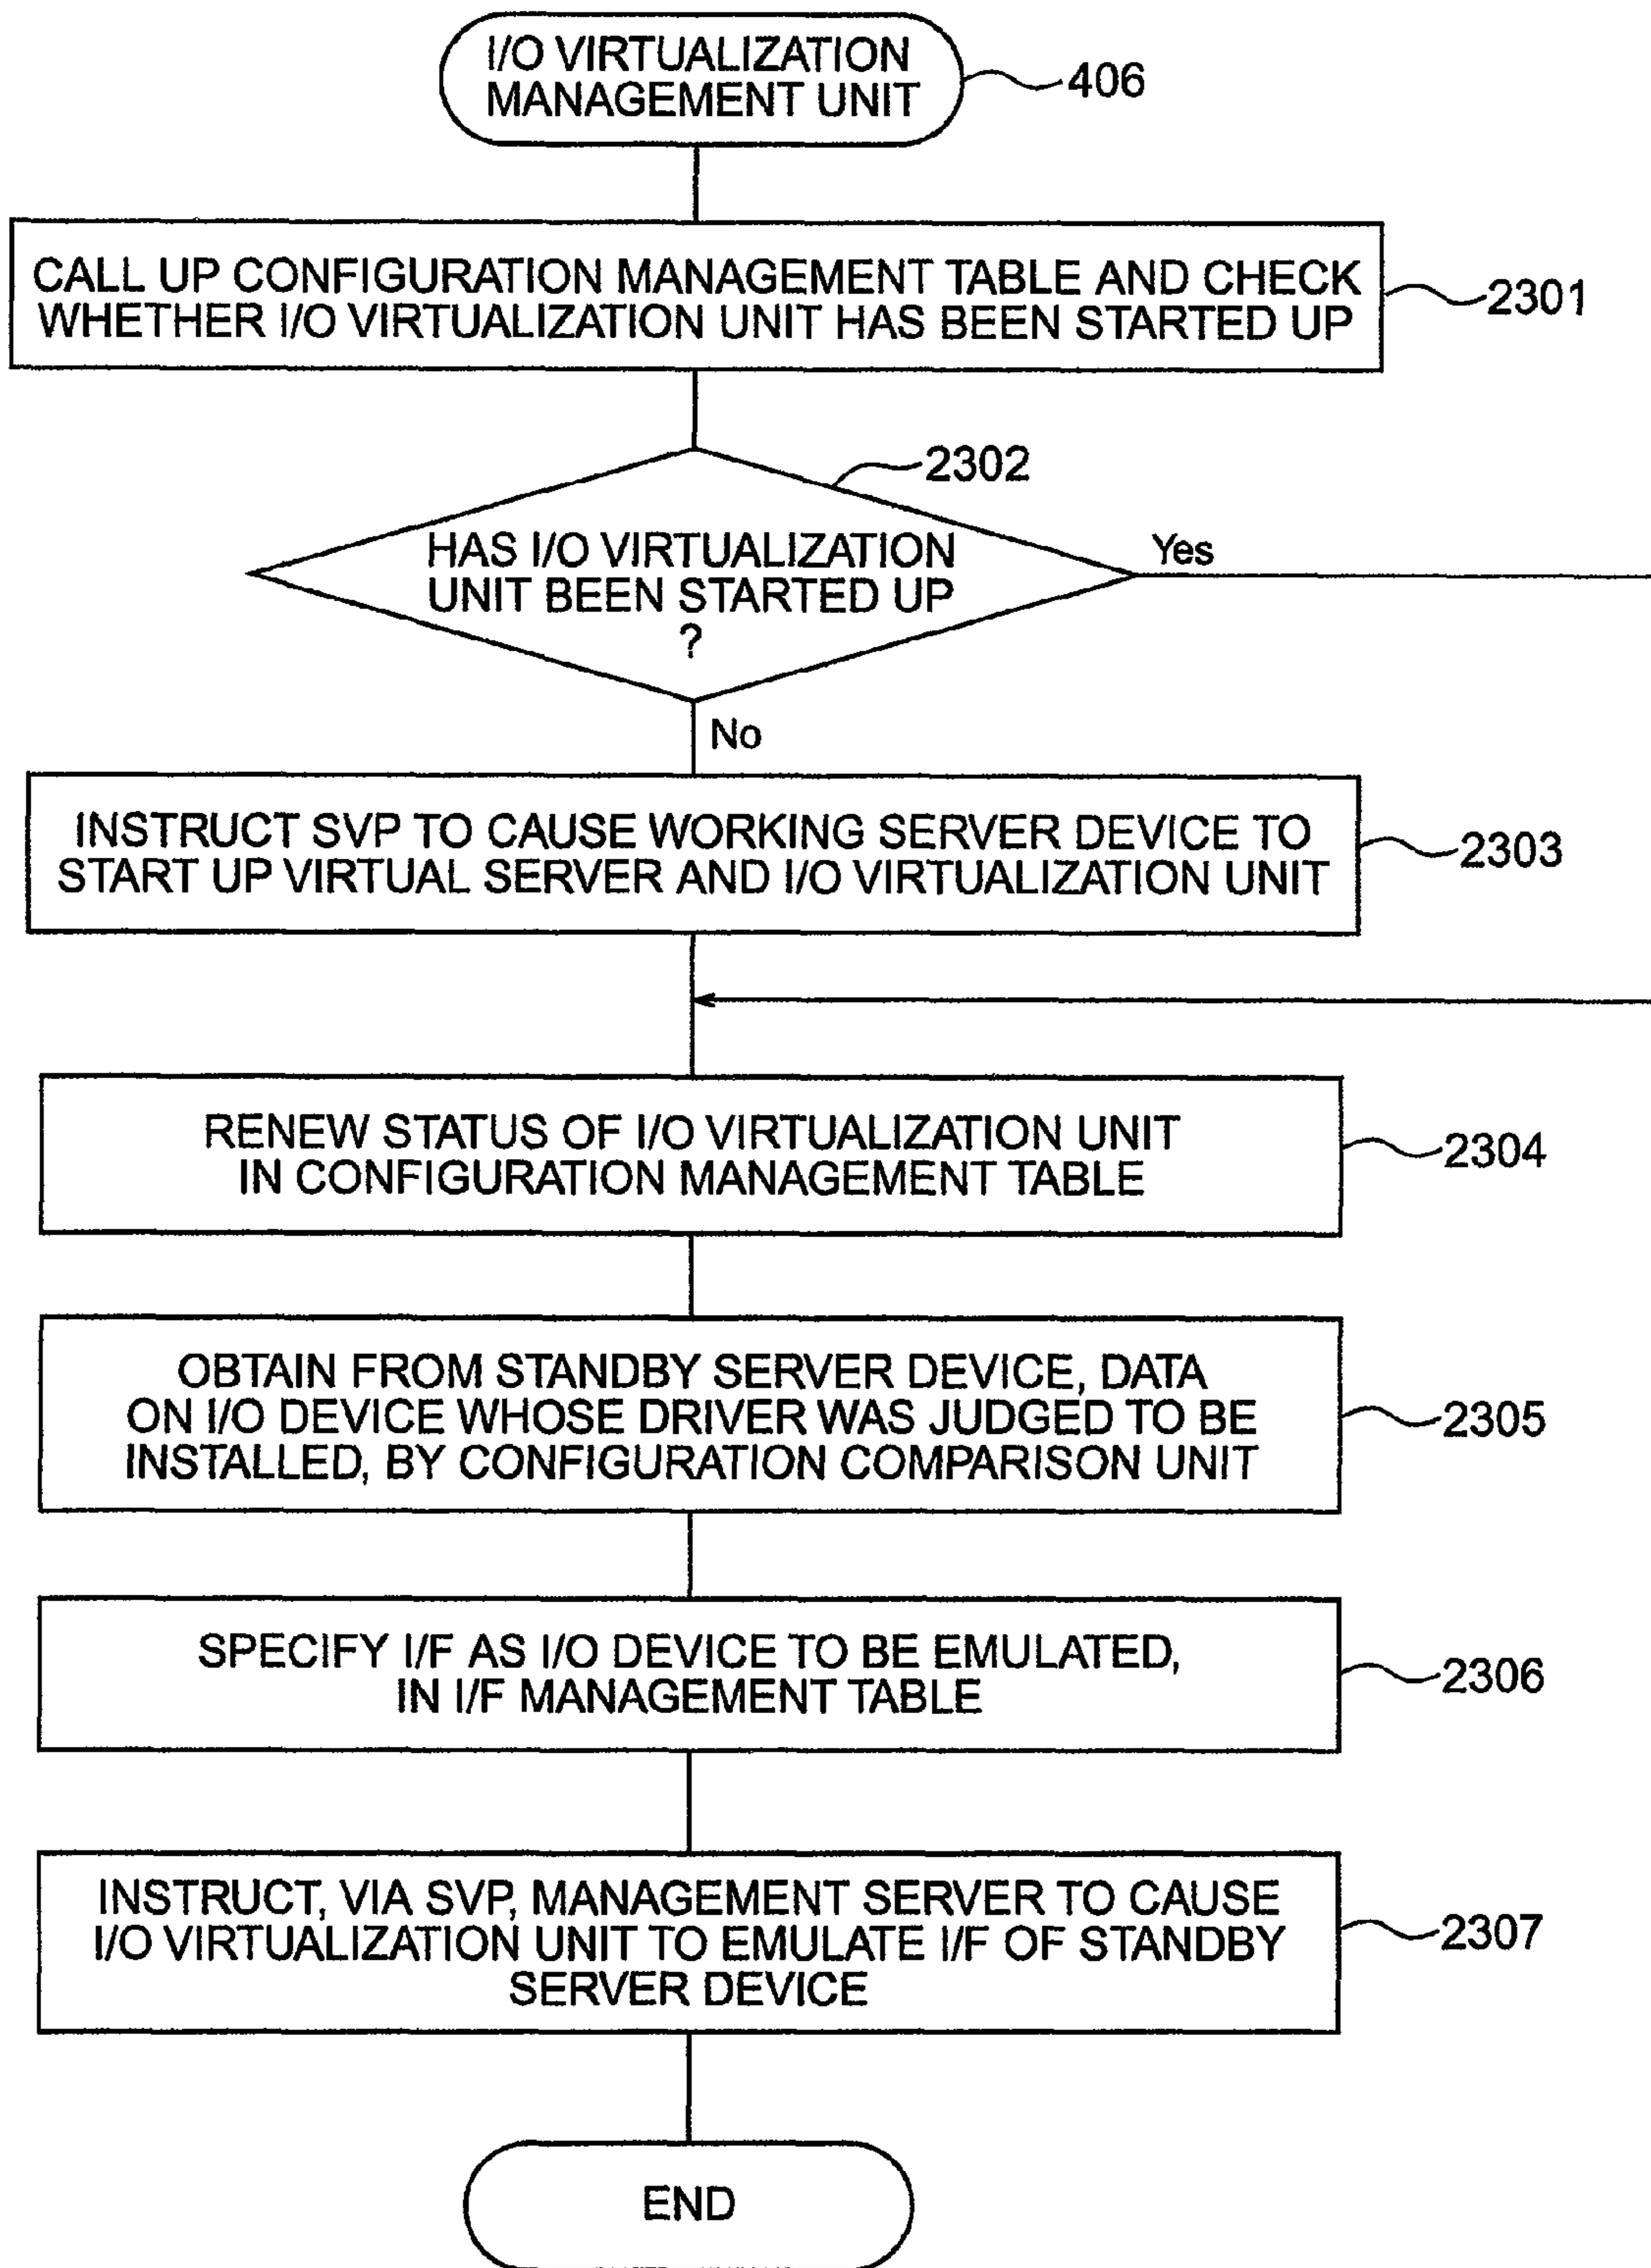 I/O VIRTUALIZATION
MANAGEMENT UNIT
406
CALL UP CONFIGURATION MANAGEMENT TABLE AND CHECK
WHETHER I/O VIRTUALIZATION UNIT HAS BEEN STARTED UP
2301
2302
HAS I/O VIRTUALIZATION
UNIT BEEN STARTED UP
?
Yes
No
INSTRUCT SVP TO CAUSE WORKING SERVER DEVICE TO
START UP VIRTUAL SERVER AND I/O VIRTUALIZATION UNIT
2303
RENEW STATUS OF I/O VIRTUALIZATION UNIT
IN CONFIGURATION MANAGEMENT TABLE
2304
OBTAIN FROM STANDBY SERVER DEVICE, DATA
ON I/O DEVICE WHOSE DRIVER WAS JUDGED TO BE
INSTALLED, BY CONFIGURATION COMPARISON UNIT
2305
SPECIFY I/F AS I/O DEVICE TO BE EMULATED,
IN I/F MANAGEMENT TABLE
2306
INSTRUCT, VIA SVP, MANAGEMENT SERVER TO CAUSE
I/O VIRTUALIZATION UNIT TO EMULATE I/F OF STANDBY
SERVER DEVICE
2307
END